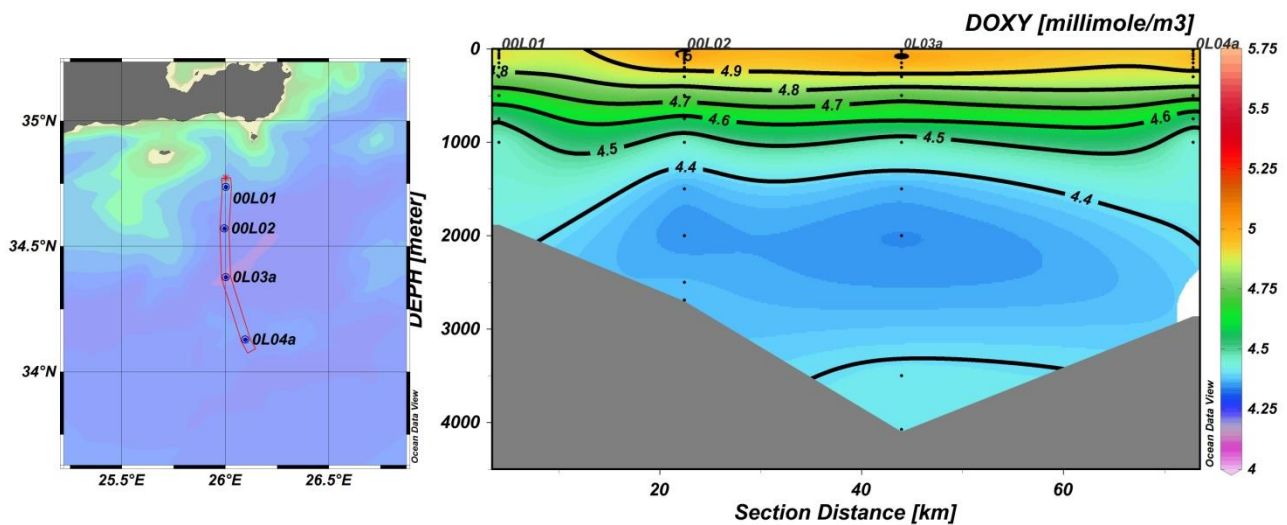 DOXY [millimole/m3]
00L01 00L02 0L03a 0L04a
35°N
34.5°N
34°N
25.5°E 26°E 26.5°E
00L01
00L02
0L03a
0L04a
Ocean Data View
DEPH [meter]
0
1000
2000
3000
4000
20 40 60
Section Distance [km]
4.9
4.8
4.7 4.7
4.6 4.6
4.5 4.5
4.4 4.4
Ocean Data View
5.75
5.5
5.25
5
4.75
4.5
4.25
4